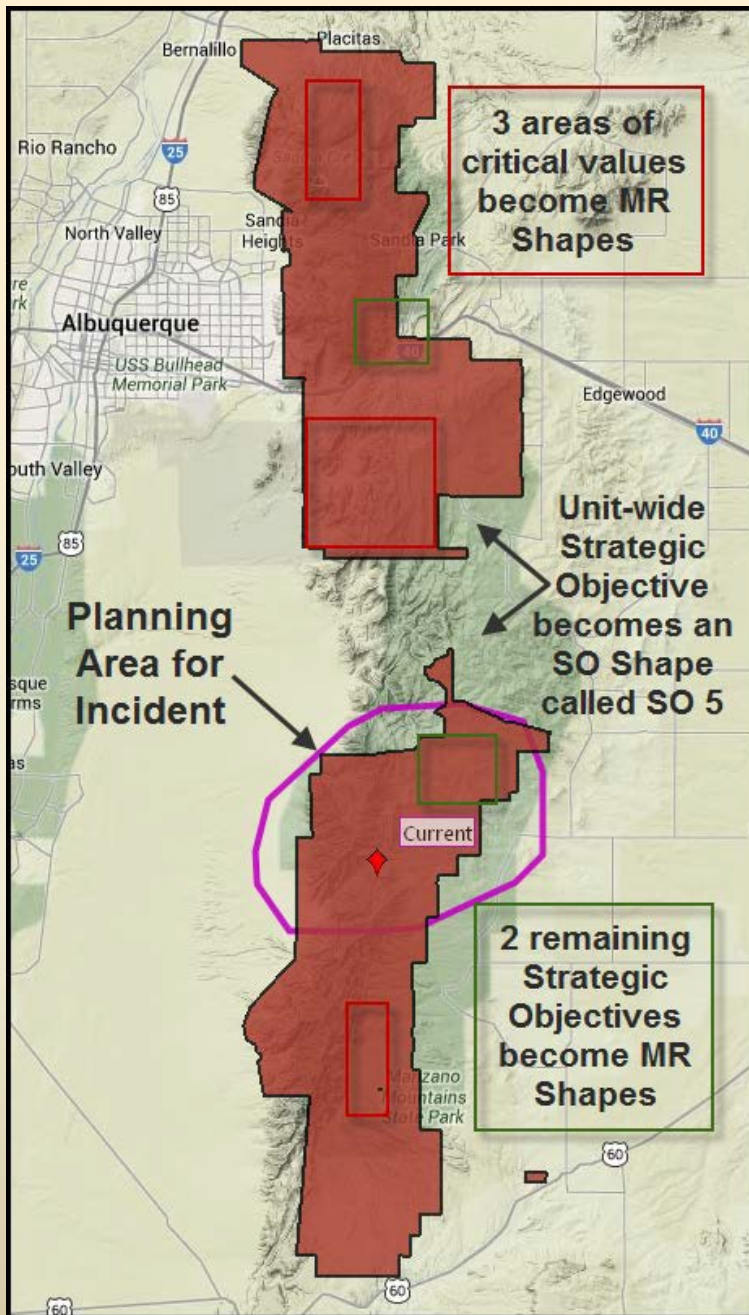 Placitas
Bernalillo
Rio Rancho
25
85
North Valley
Sandia
Heights
Sandia Park
Albuquerque
40
USS Bullhead
Memorial Park
Edgewood
40
outh Valley
85
25
3 areas of
critical values
become MR
Shapes
Unit-wide
Strategic
Objective
becomes an
SO Shape
called SO 5
Planning
Area for
Incident
sque
rms
as
Current
2 remaining
Strategic
Objectives
become MR
Shapes
Manzano
Mountains
State Park
60
60
60